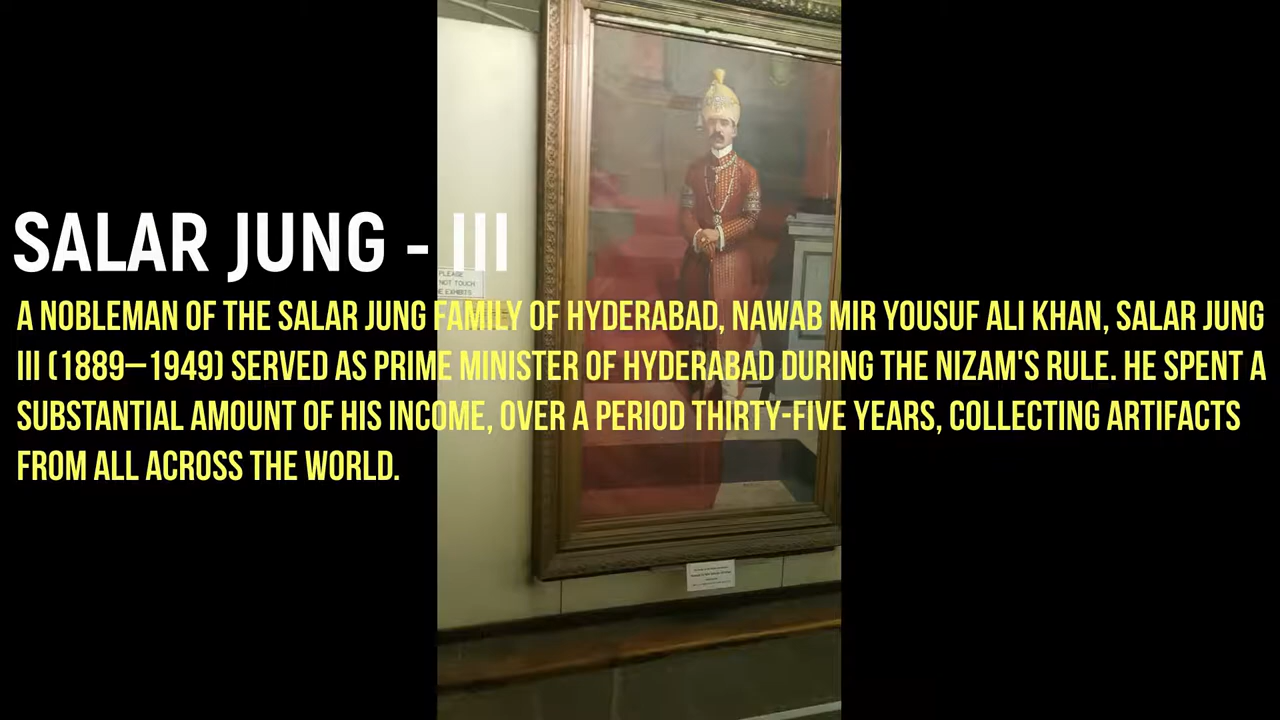 SALAR JUNG - III
PLEASE
NOT TOUCH
EXHIBITS
A NOBLEMAN OF THE SALAR JUNG FAMILY OF HYDERABAD, NAWAB MIR YOUSUF ALI KHAN, SALAR JUNG
III (1889–1949) SERVED AS PRIME MINISTER OF HYDERABAD DURING THE NIZAM'S RULE. HE SPENT A
SUBSTANTIAL AMOUNT OF HIS INCOME, OVER A PERIOD THIRTY-FIVE YEARS, COLLECTING ARTIFACTS
FROM ALL ACROSS THE WORLD.